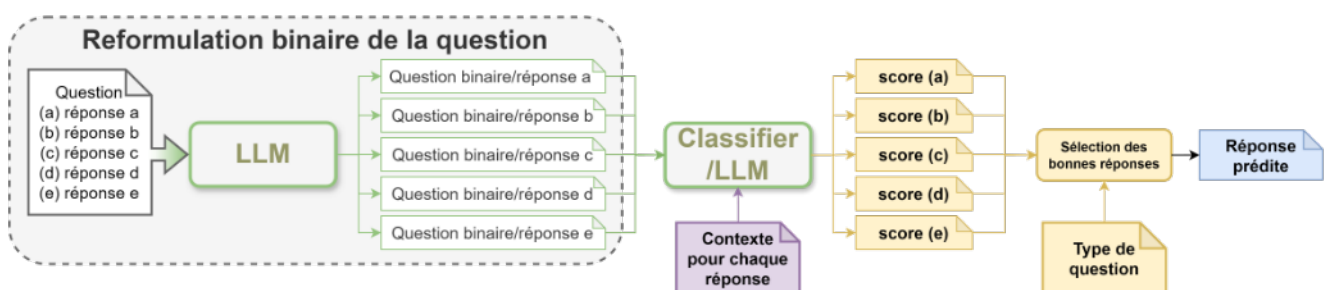 Reformulation binaire de la question
Question
(a) réponse a
(b) réponse b
(c) réponse c
(d) réponse d
(e) réponse e
LLM
Question binaire/réponse a
Question binaire/réponse b
Question binaire/réponse c
Question binaire/réponse d
Question binaire/réponse e
Classifier
/LLM
Contexte
pour chaque
réponse
score (a)
score (b)
score (c)
score (d)
score (e)
Sélection des
bonnes réponses
Type de
question
Réponse
prédite